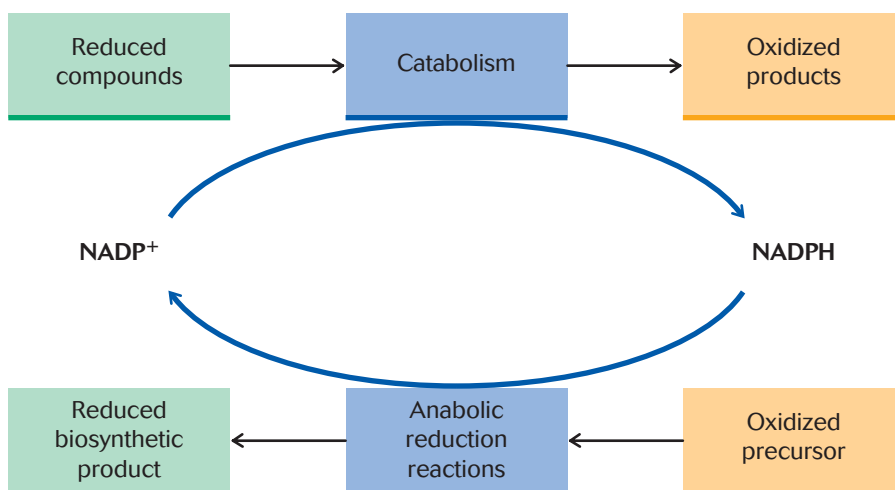 Reduced
compounds
Catabolism
Oxidized
products
NADP⁺
NADPH
Reduced
biosynthetic
product
Anabolic
reduction
reactions
Oxidized
precursor